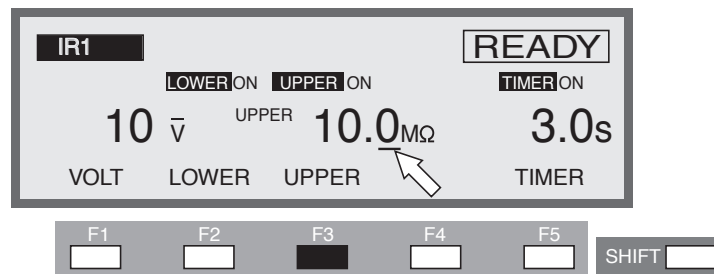 IR1 READY
LOWER ON UPPER ON TIMER ON
10 V UPPER 10.0MΩ 3.0s
VOLT LOWER UPPER TIMER
F1 F2 F3 F4 F5
SHIFT